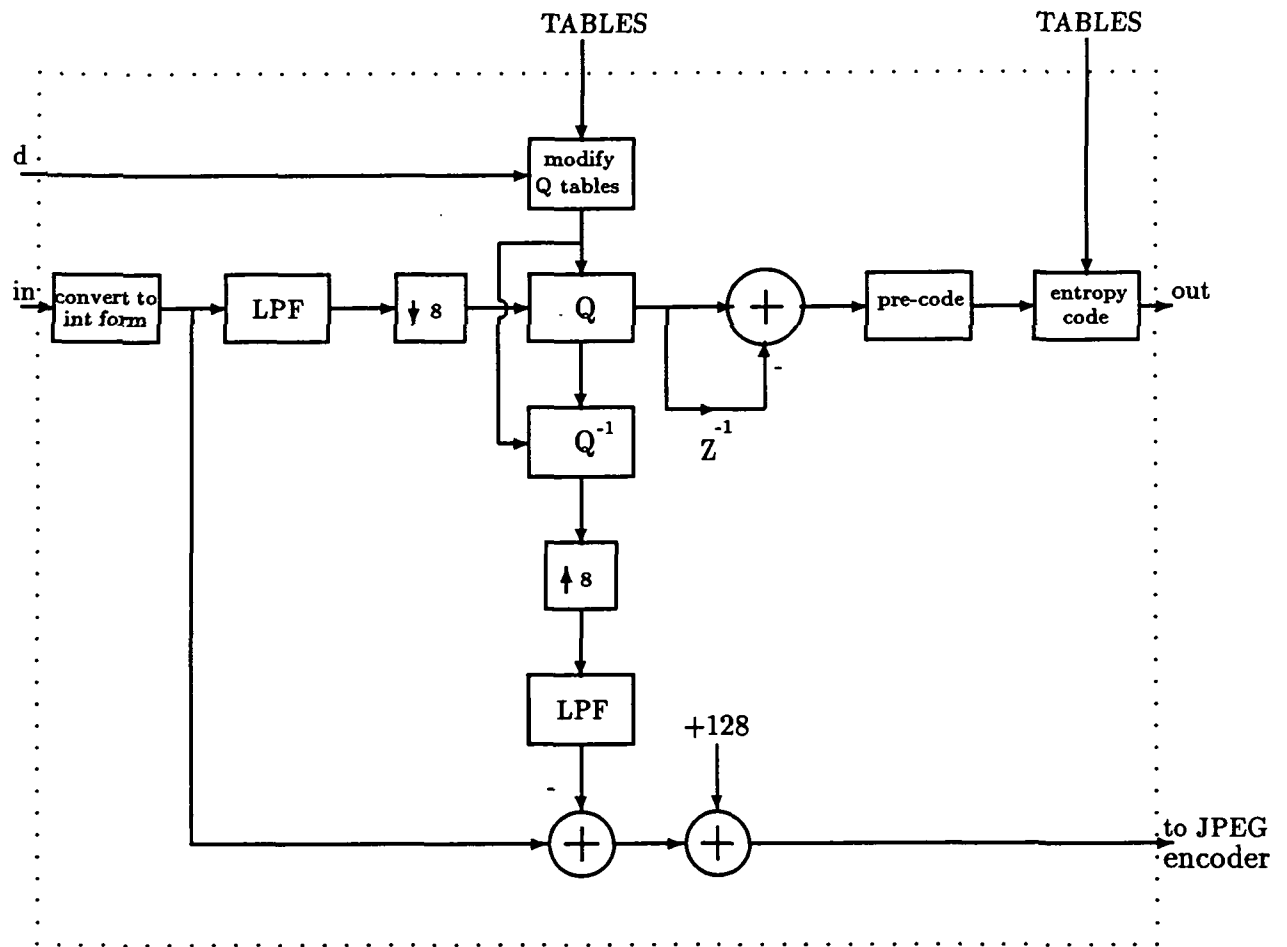 TABLES
TABLES
d
modify
Q tables
in
convert to
int form
LPF
8
Q
+
pre-code
entropy
code
out
-
Q⁻¹
Z⁻¹
8
LPF
+128
-
+
+
to JPEG
encoder